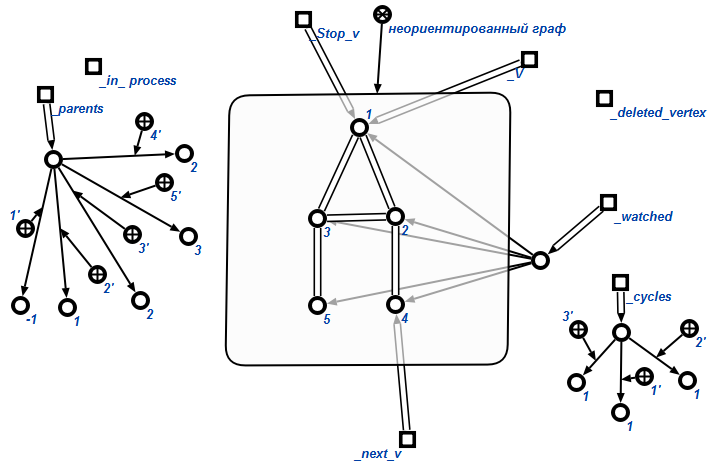 _Stop_v
неориентированный граф
_V
_in_ process
_parents
_deleted_vertex
4'
1
2
5'
1'
3'
3
2'
-1
1
2
3
2
5
4
_watched
_cycles
3'
2'
1'
1
1
1
_next_v